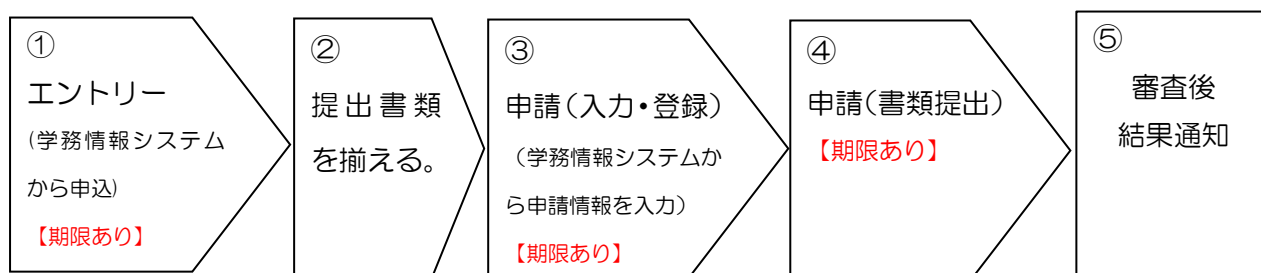 ①
エントリー
(学務情報システム
から申込)
【期限あり】
②
提出書類
を揃える。
③
申請(入力・登録)
(学務情報システムか
ら申請情報を入力)
【期限あり】
④
申請(書類提出)
【期限あり】
⑤
審査後
結果通知